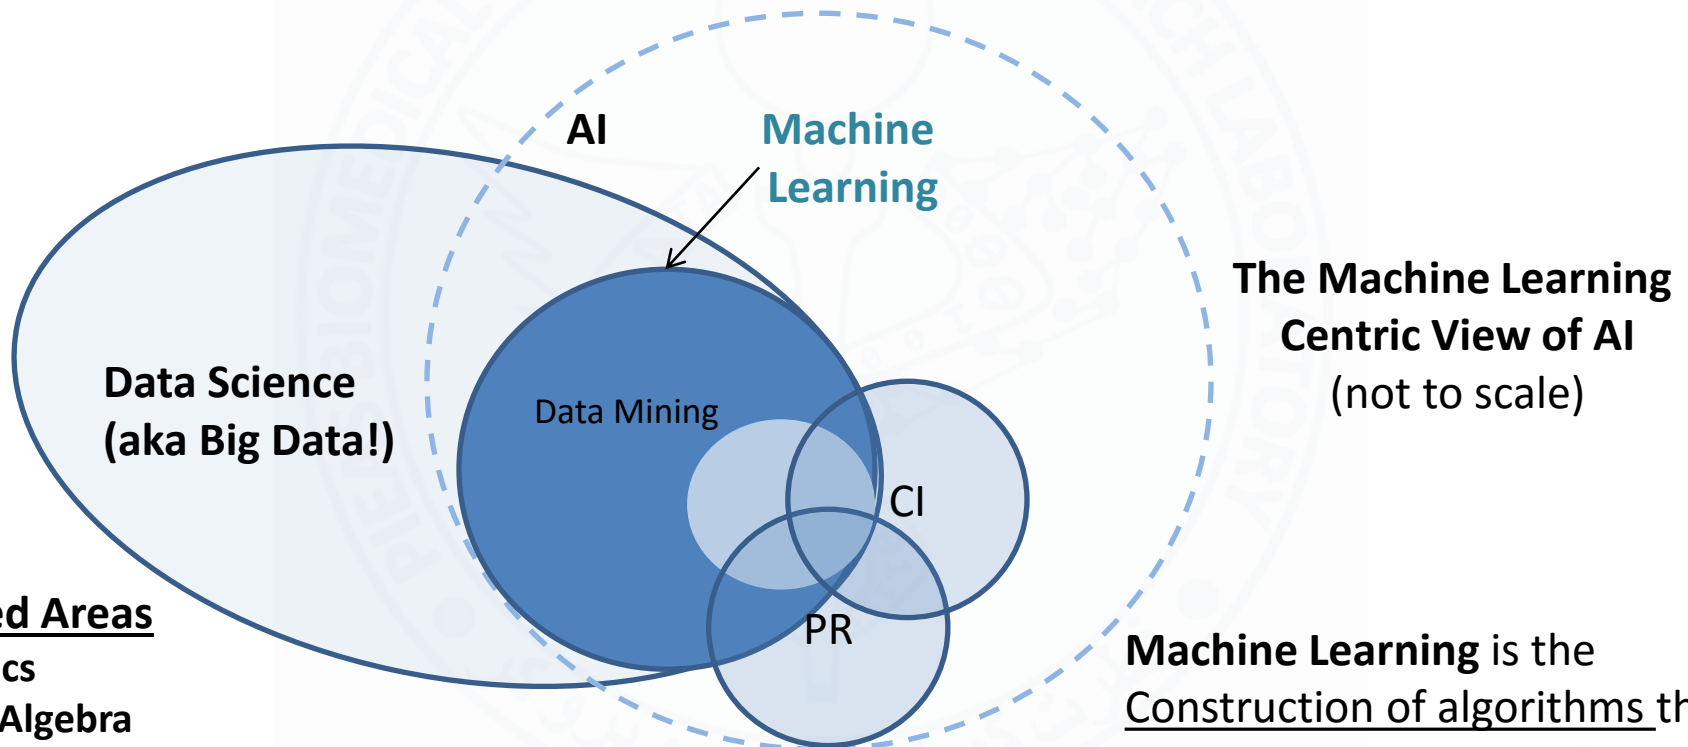 AI
Machine
Learning
Data Science
(aka Big Data!)
Data Mining
CI
PR
The Machine Learning
Centric View of AI
(not to scale)
ed Areas
cs
Algebra
Machine Learning is the
Construction of algorithms th